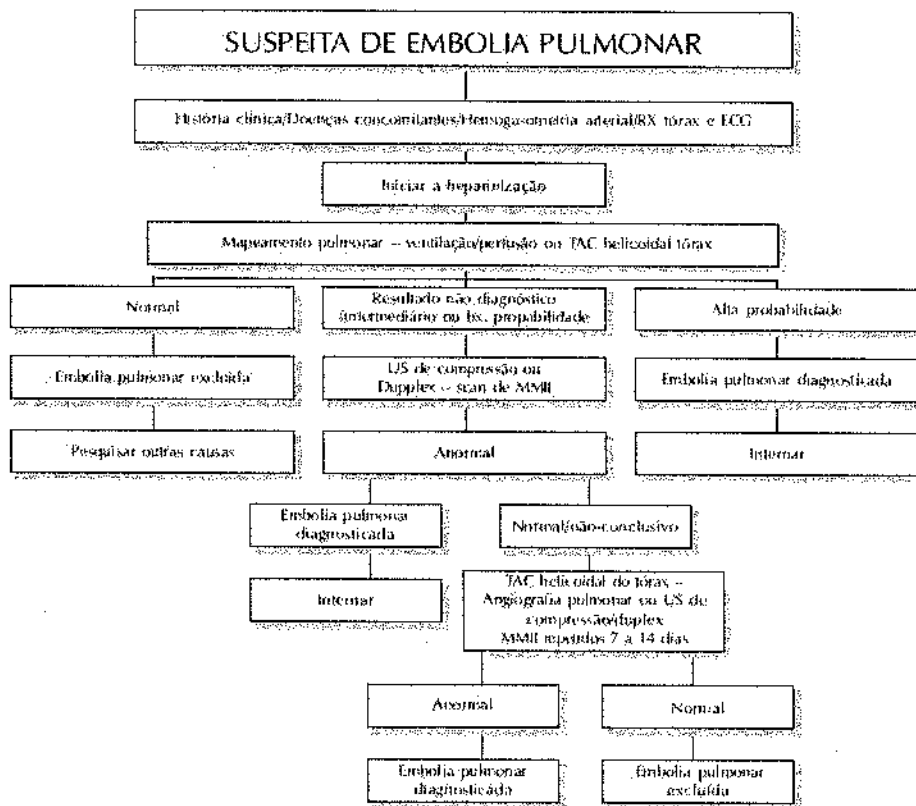 SUSPEITA DE EMBOLIA PULMONAR
História clínica/Doenças concomitantes/Hemogasometria arterial/RX tórax e ECG
Iniciar a heparinização
Mapeamento pulmonar – ventilação/perfusão ou TAC helicoidal tórax
Normal
Resultado não diagnóstico
(intermediário ou bx. propabilidade
Alta probabilidade
Embolia pulmonar excluída
US de compressão ou
Dupplex – scan de MMII
Embolia pulmonar diagnosticada
Pesquisar outras causas
Anormal
Internar
Embolia pulmonar
diagnosticada
Normal/não-conclusivo
Internar
TAC helicoidal do tórax –
Angiografia pulmonar ou US de
compressão/duplex
MMII repetidos 7 a 14 dias
Anormal
Normal
Embolia pulmonar
diagnosticada
Embolia pulmonar
excluída